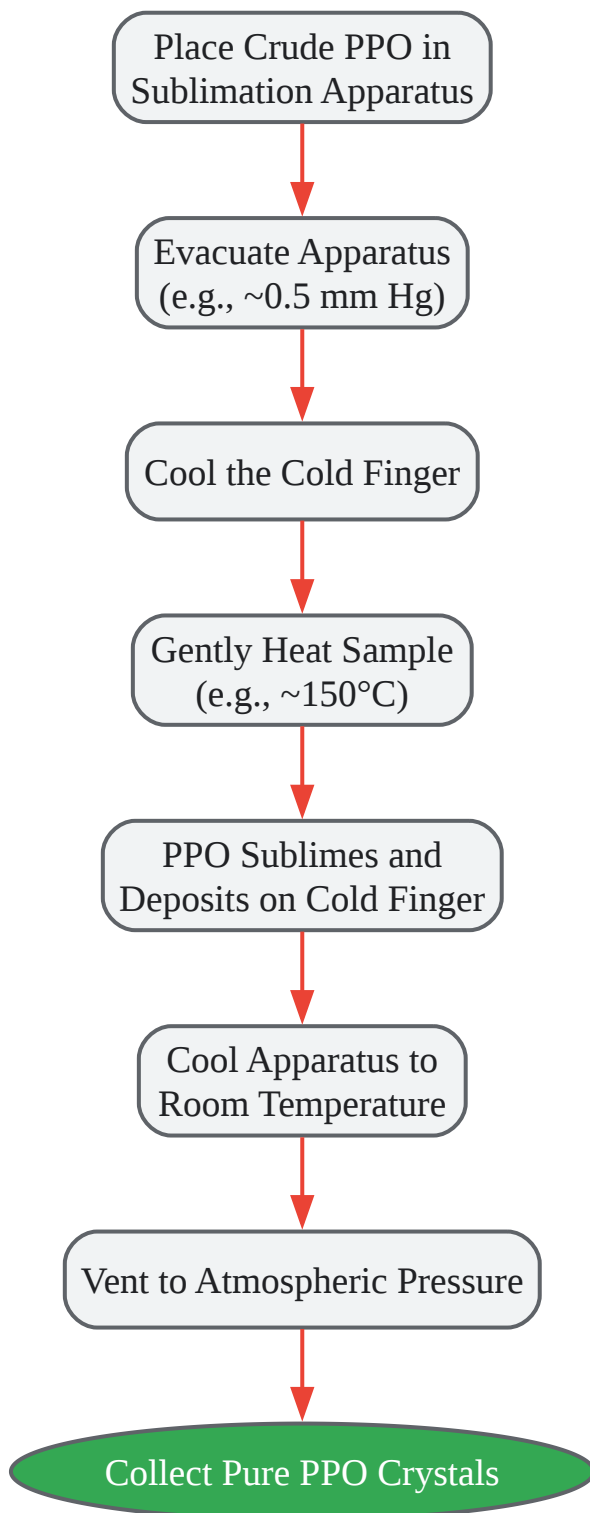 Place Crude PPO in
Sublimation Apparatus
Evacuate Apparatus
(e.g., ~0.5 mm Hg)
Cool the Cold Finger
Gently Heat Sample
(e.g., ~150°C)
PPO Sublimes and
Deposits on Cold Finger
Cool Apparatus to
Room Temperature
Vent to Atmospheric Pressure
Collect Pure PPO Crystals